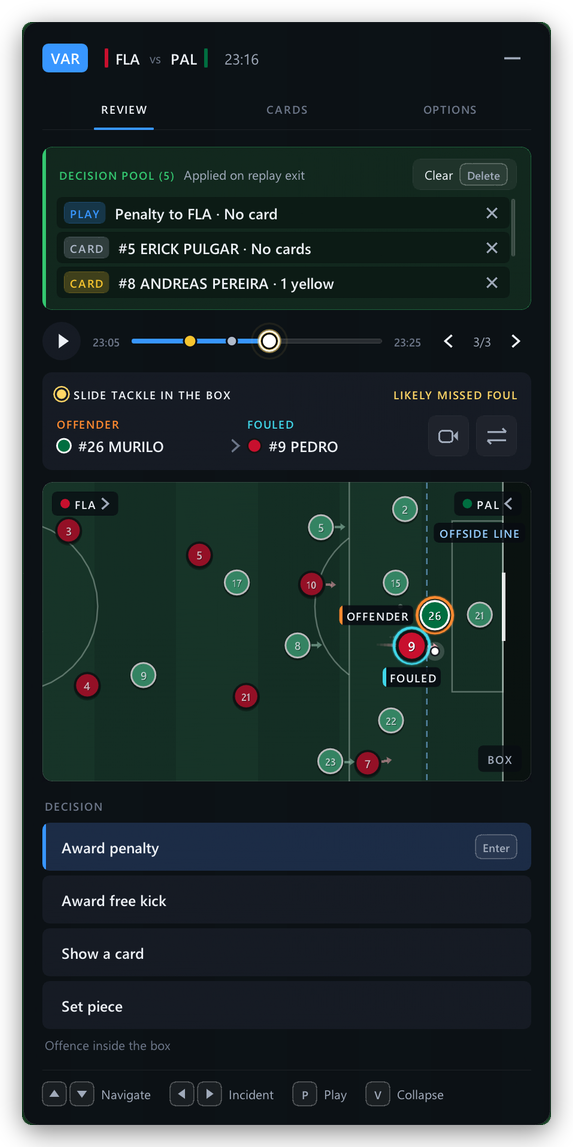 VAR FLA vs PAL 23:16
REVIEW CARDS OPTIONS
DECISION POOL (5) Applied on replay exit Clear Delete
PLAY Penalty to FLA · No card
CARD #5 ERICK PULGAR · No cards
CARD #8 ANDREAS PEREIRA · 1 yellow
23:05 23:25 3/3
SLIDE TACKLE IN THE BOX LIKELY MISSED FOUL
OFFENDER FOULED
#26 MURILO #9 PEDRO
FLA PAL
2
3
5
OFFSIDE LINE
5
17
10
15
OFFENDER 26 21
8
9
9
FOULED
4
21
22
23
7
BOX
DECISION
Award penalty Enter
Award free kick
Show a card
Set piece
Offence inside the box
Navigate Incident P Play V Collapse